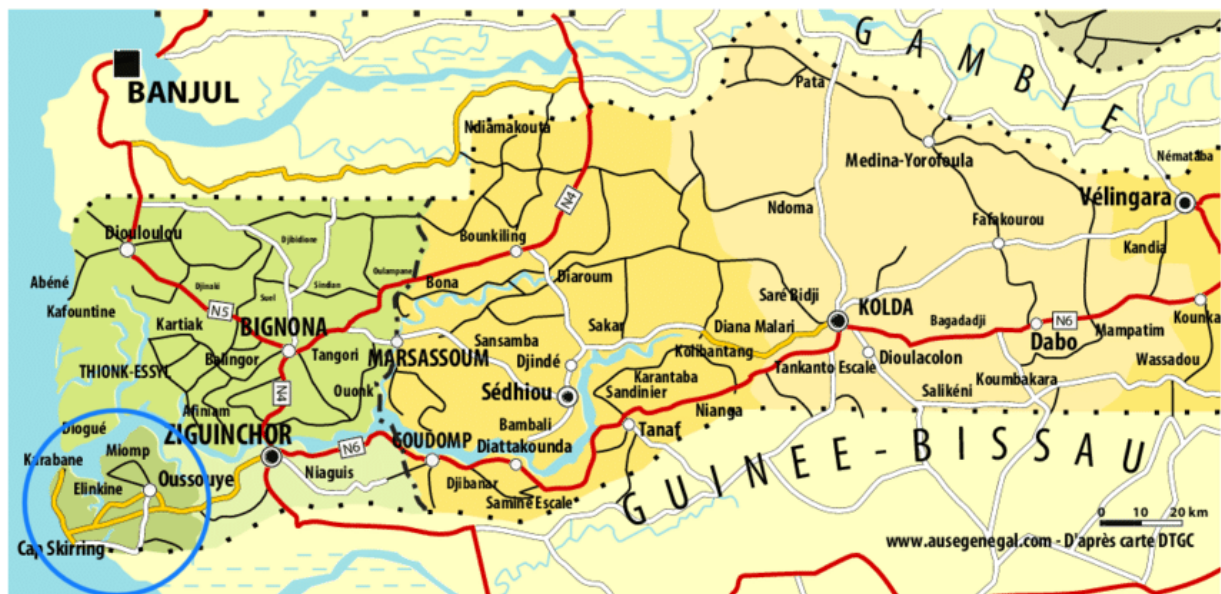 GAMBIE
BANJUL
Pata
Ndiamakouta
Medina-Yorofoula
Némataba
Vélingara
N4
Ndoma
Fafakourou
Diouloulou
Djibidione
Bounkiling
Kandia
Oulampane
Diaroum
Abéné
Djinaki
Sindian
Bona
Suel
Saré Bidji
KOLDA
Kafountine
N5
Kartiak
BIGNONA
Sakar
Diana Malari
Bagadadji
N6
Mampatim
Kounka
Sansamba
Kolibantang
Dabo
Balingor
Tangori
MARSASSOUM
Djindé
Tankanto Escale
Dioulacolon
Wassadou
THIONK-ESSYL
Karantaba
Koumbakara
N4
Ouonk
Sédhiou
Sandinier
Salikéni
Afiniam
Nianga
Diogué
ZIGUINCHOR
Bambali
Tanaf
N6
GOUDOMP
Diattakounda
GUINEE-BISSAU
Karabane
Miomp
Oussouye
Niaguis
Elinkine
Djibanar
Samine Escale
0 10 20 km
Cap Skirring
www.ausegenegal.com - D'après carte DTGC